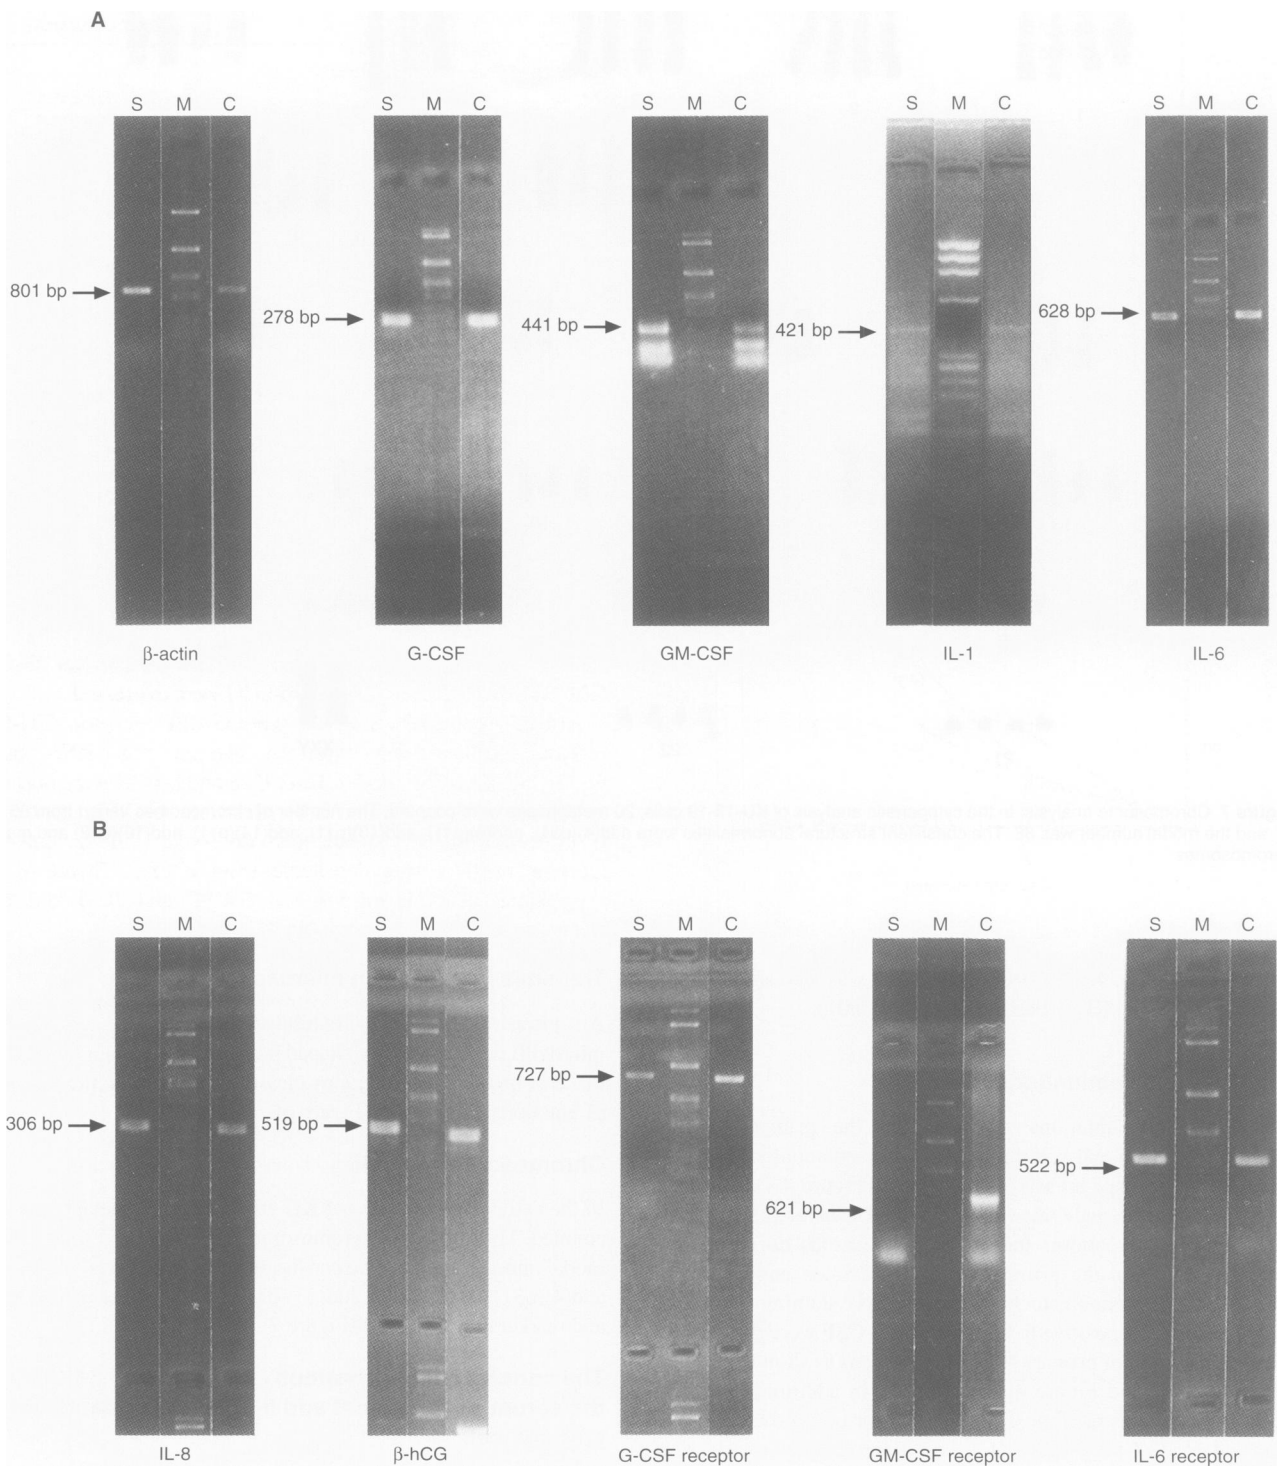 A
S M C
S M C
S M C
S M C
S M C
801 bp
278 bp
441 bp
421 bp
628 bp
β-actin
G-CSF
GM-CSF
IL-1
IL-6
B
S M C
S M C
S M C
S M C
S M C
306 bp
519 bp
727 bp
621 bp
522 bp
IL-8
β-hCG
G-CSF receptor
GM-CSF receptor
IL-6 receptor